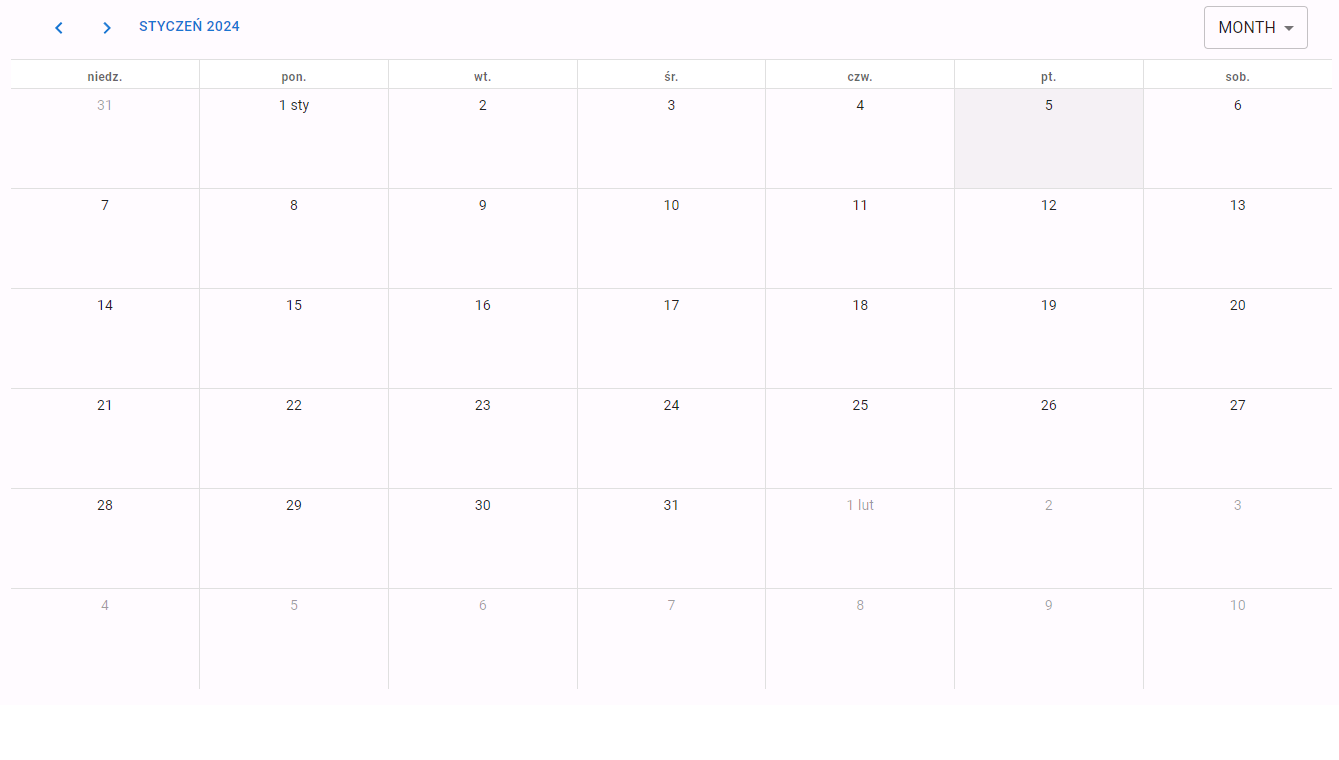 STYCZEŃ 2024 MONTH
niedz. pon. wt. śr. czw. pt. sob.
31 1 sty 2 3 4 5 6
7 8 9 10 11 12 13
14 15 16 17 18 19 20
21 22 23 24 25 26 27
28 29 30 31 1 lut 2 3
4 5 6 7 8 9 10